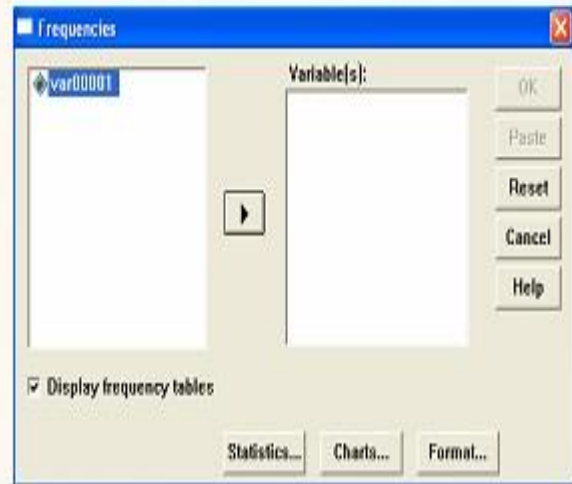 Frequencies
var00001
Variable(s):
OK
Paste
Reset
Cancel
Help
Display frequency tables
Statistics...
Charts...
Format...